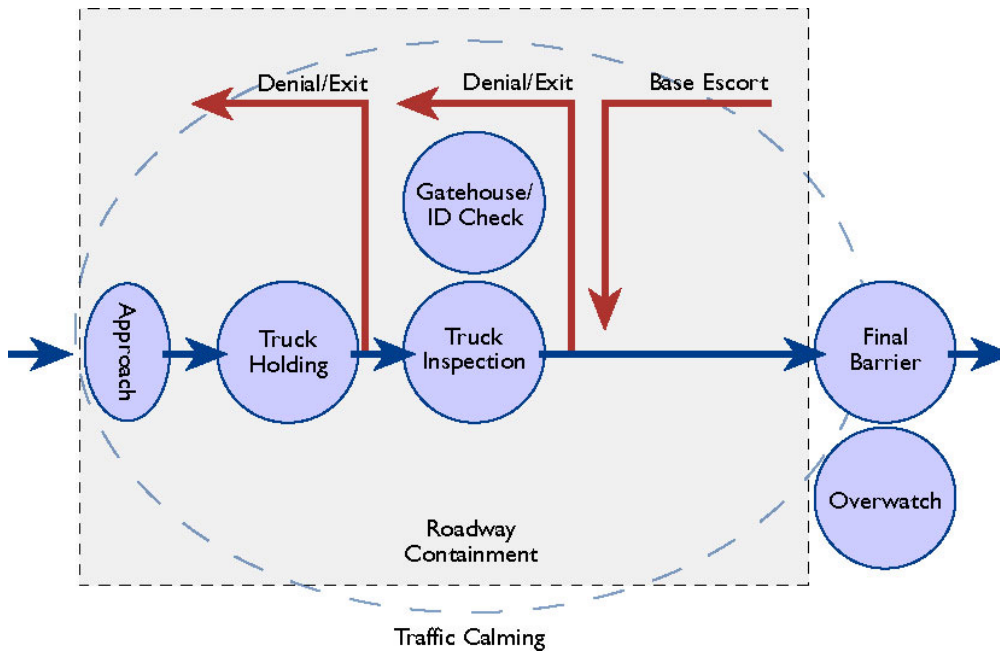 Denial/Exit
Denial/Exit
Base Escort
Gatehouse/
ID Check
Approach
Truck
Holding
Truck
Inspection
Final
Barrier
Overwatch
Roadway
Containment
Traffic Calming